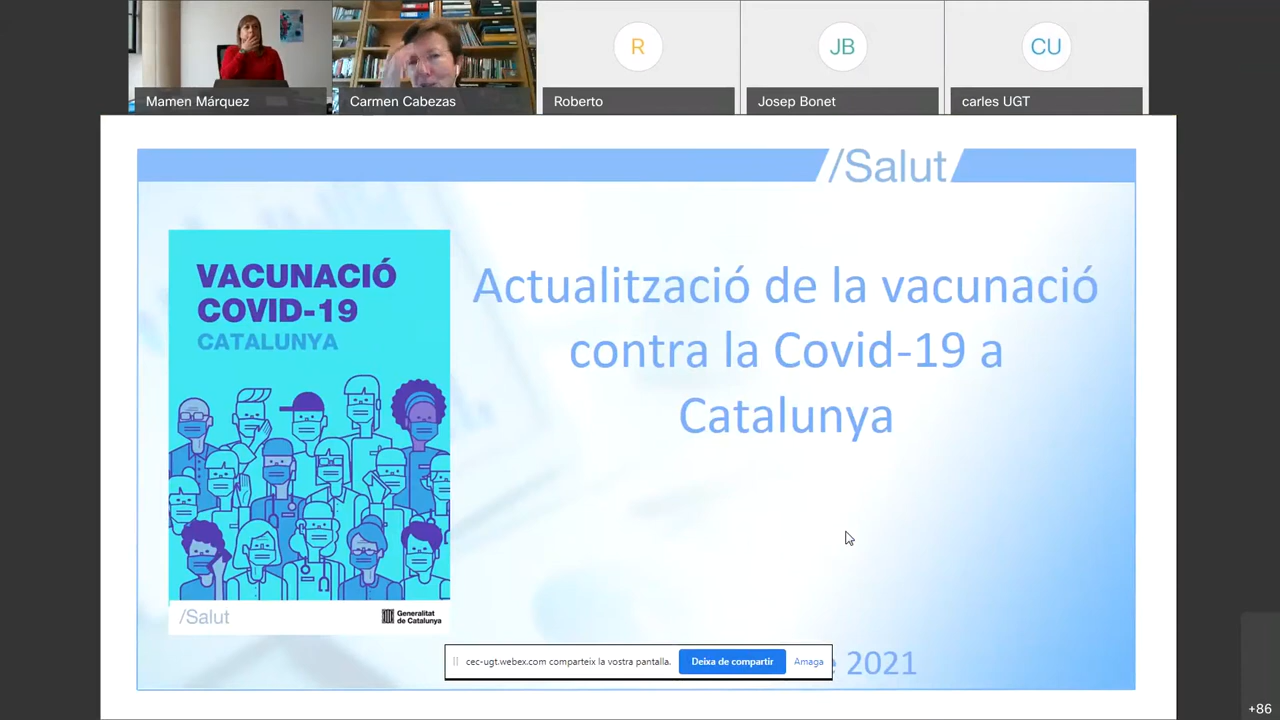 R
JB
CU
Mamen Márquez
Carmen Cabezas
Roberto
Josep Bonet
carles UGT
/Salut
VACUNACIÓ
COVID-19
CATALUNYA
/Salut
Generalitat
de Catalunya
Actualització de la vacunació
contra la Covid-19 a
Catalunya
2021
cec-ugt.webex.com comparteix la vostra pantalla.
Deixa de compartir
Amaga
+86